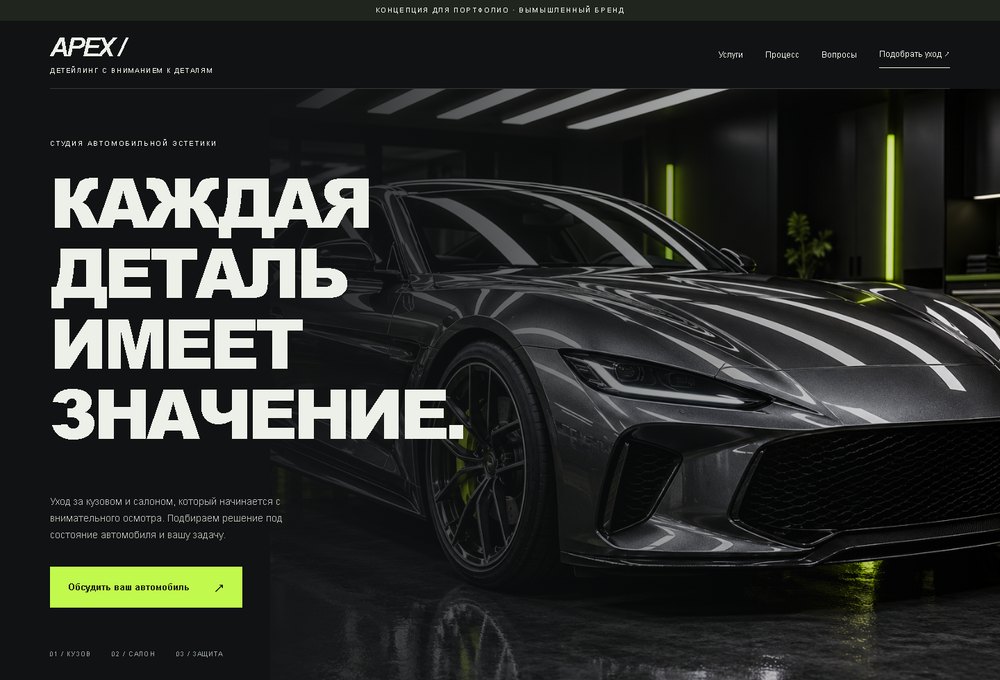 КОНЦЕПЦИЯ ДЛЯ ПОРТФОЛИО · ВЫМЫШЛЕННЫЙ БРЕНД
APEX /
ДЕТЕЙЛИНГ С ВНИМАНИЕМ К ДЕТАЛЯМ
Услуги Процесс Вопросы Подобрать уход ↗
СТУДИЯ АВТОМОБИЛЬНОЙ ЭСТЕТИКИ
КАЖДАЯ
ДЕТАЛЬ
ИМЕЕТ
ЗНАЧЕНИЕ.
Уход за кузовом и салоном, который начинается с
внимательного осмотра. Подбираем решение под
состояние автомобиля и вашу задачу.
Обсудить ваш автомобиль ↗
01 / КУЗОВ 02 / САЛОН 03 / ЗАЩИТА